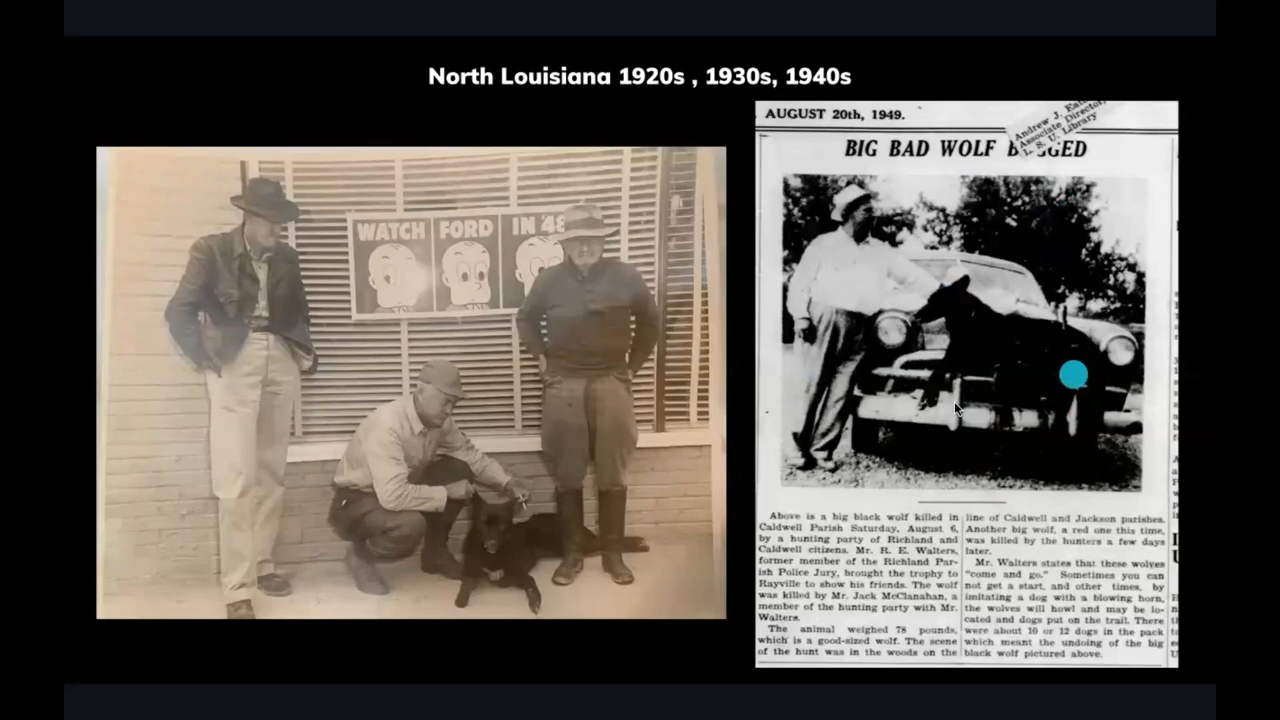 North Louisiana 1920s , 1930s, 1940s
WATCH FORD IN '48
AUGUST 20th, 1949.
Andrew J. 
Associate Director,
L. S. U. Library
BIG BAD WOLF
Above is a big black wolf killed in
Caldwell Parish Saturday, August 6,
by a hunting party of Richland and
Caldwell citizens. Mr. R. E. Walters,
former member of the Richland Par-
ish Police Jury, brought the trophy to
Rayville to show his friends. The wolf
was killed by Mr. Jack McClanahan, a
member of the hunting party with Mr.
Walters.
The animal weighed 78 pounds,
which is a good-sized wolf. The scene
of the hunt was in the woods on the
line of Caldwell and Jackson parishes.
Another big wolf, a red one this time,
was killed by the hunters a few days
later.
Mr. Walters states that these wolves
"come and go." Sometimes you can
not get a start, and other times, by
imitating a dog with a blowing horn,
the wolves will howl and may be lo-
cated and dogs put on the trail. There
were about 10 or 12 dogs in the pack
which meant the undoing of the big
black wolf pictured above.